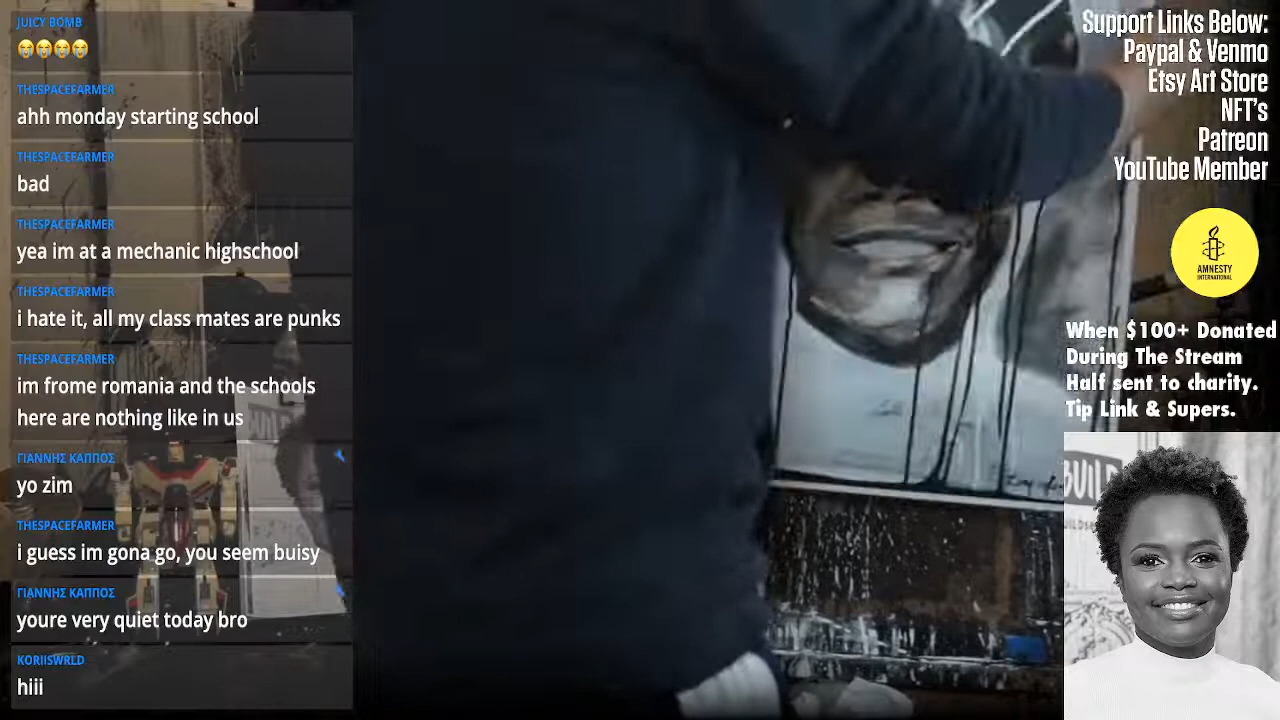 JUICY BOMB
😭😭😭😭
THESPACEFARMER
ahh monday starting school
THESPACEFARMER
bad
THESPACEFARMER
yea im at a mechanic highschool
THESPACEFARMER
i hate it, all my class mates are punks
THESPACEFARMER
im frome romania and the schools
here are nothing like in us
ΓΙΑΝΝΗΣ ΚΑΠΠΟΣ
yo zim
THESPACEFARMER
i guess im gona go, you seem buisy
ΓΙΑΝΝΗΣ ΚΑΠΠΟΣ
youre very quiet today bro
KORIISWRLD
hiii
Support Links Below:
Paypal & Venmo
Etsy Art Store
NFT's
Patreon
YouTube Member
AMNESTY
INTERNATIONAL
When $100+ Donated
During The Stream
Half sent to charity.
Tip Link & Supers.
BUILD